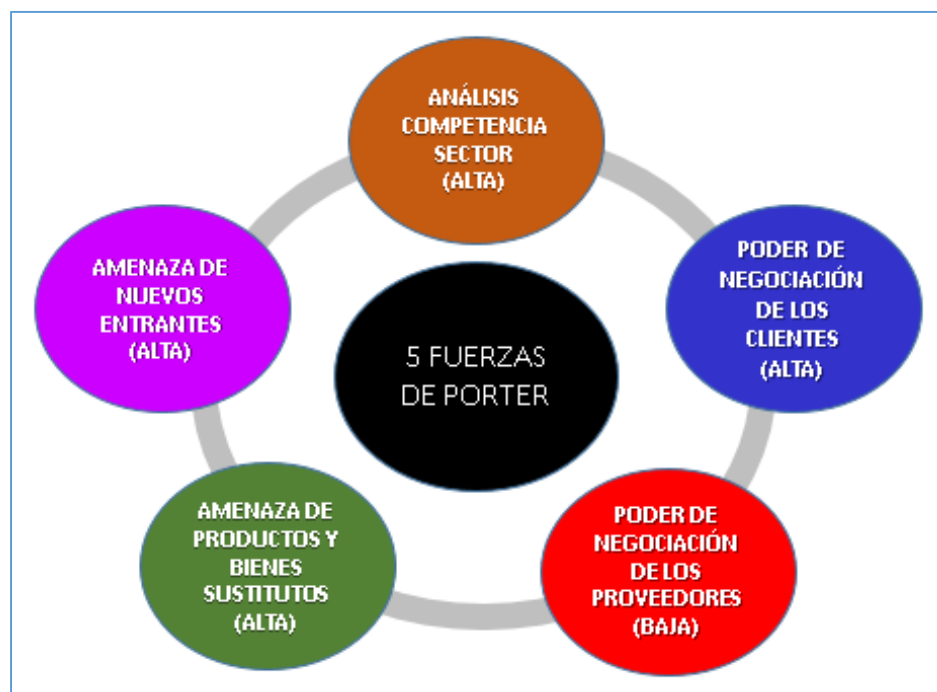 ANÁLISIS
COMPETENCIA
SECTOR
(ALTA)
PODER DE
NEGOCIACIÓN
DE LOS
CLIENTES
(ALTA)
PODER DE
NEGOCIACIÓN
DE LOS
PROVEEDORES
(BAJA)
AMENAZA DE
PRODUCTOS Y
BIENES
SUSTITUTOS
(ALTA)
AMENAZA DE
NUEVOS
ENTRANTES
(ALTA)
5 FUERZAS
DE PORTER